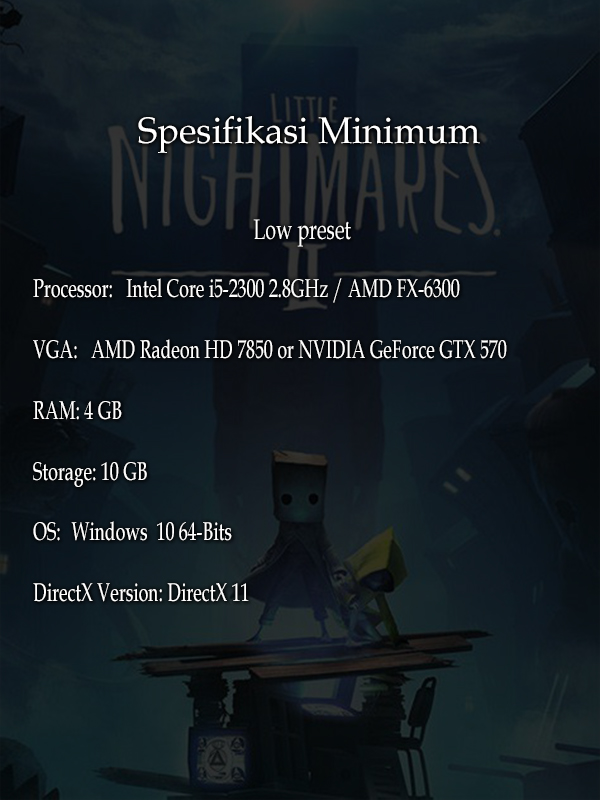 Spesifikasi Minimum
LITTLE
NIGHTMARES
II
Low preset
Processor: Intel Core i5-2300 2.8GHz / AMD FX-6300
VGA: AMD Radeon HD 7850 or NVIDIA GeForce GTX 570
RAM: 4 GB
Storage: 10 GB
OS: Windows 10 64-Bits
DirectX Version: DirectX 11